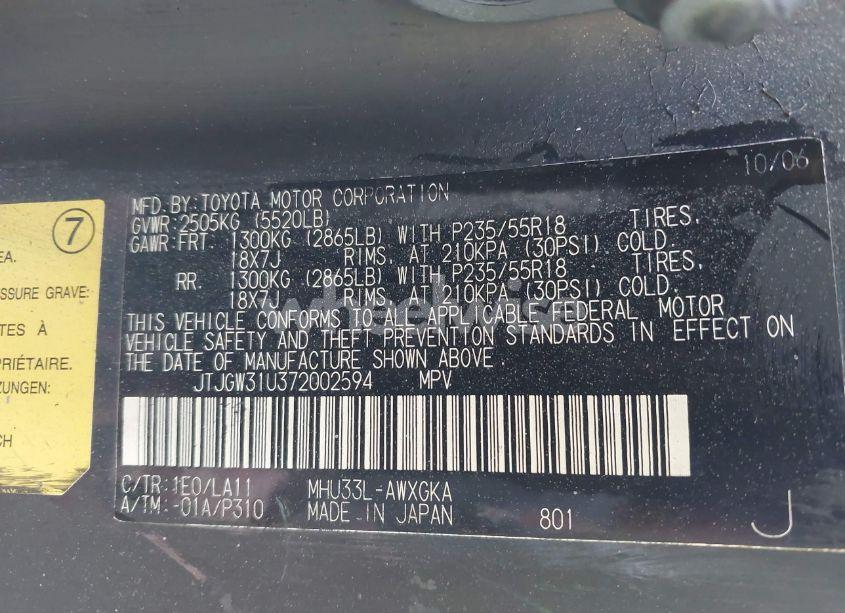 7
EA.
ESSURE GRAVE:
TES À
PRIÉTAIRE.
ZUNGEN:
CH
10/06
MFD.BY:TOYOTA MOTOR CORPORATION
GVWR:2505KG (5520LB)
GAWR:FRT. 1300KG (2865LB) WITH P235/55R18 TIRES.
18X7J RIMS. AT 210KPA (30PSI) COLD.
RR. 1300KG (2865LB) WITH P235/55R18 TIRES.
18X7J RIMS. AT 210KPA (30PSI) COLD.
THIS VEHICLE CONFORMS TO ALL APPLICABLE FEDERAL MOTOR
VEHICLE SAFETY AND THEFT PREVENTION STANDARDS IN EFFECT ON
THE DATE OF MANUFACTURE SHOWN ABOVE
JTJGW31U372002594 MPV
C/TR:1E0/LA11 MHU33L-AWXGKA
A/TM:-01A/P310 MADE IN JAPAN 801 J
wheelwise